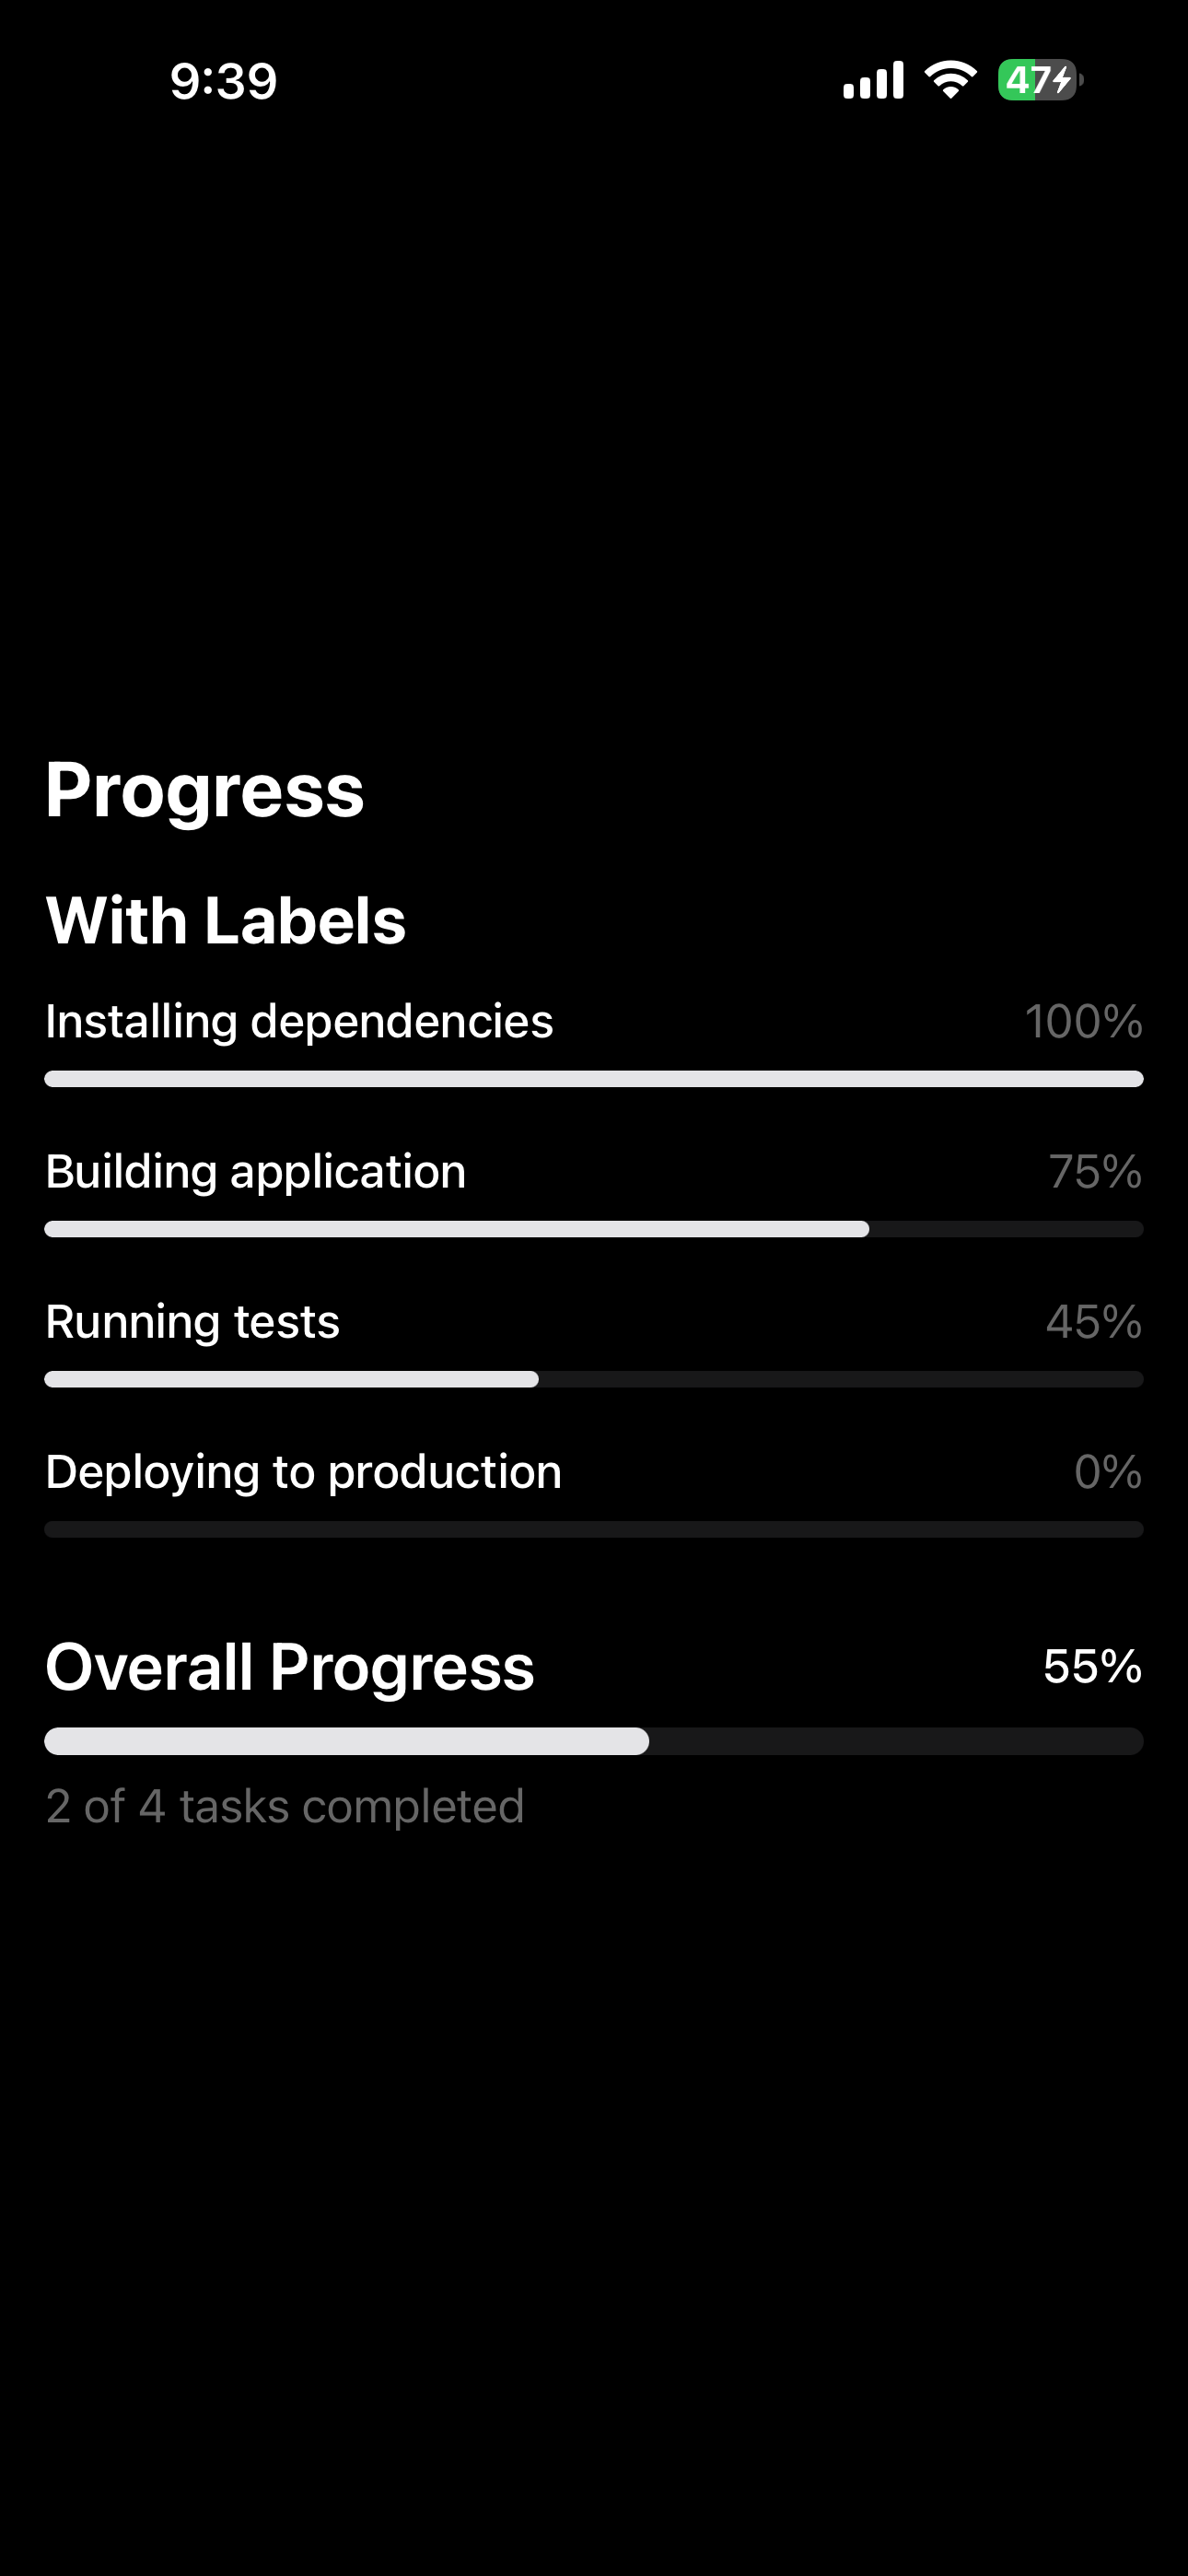 9:39
47
Progress
With Labels
Installing dependencies 100%
Building application 75%
Running tests 45%
Deploying to production 0%
Overall Progress 55%
2 of 4 tasks completed